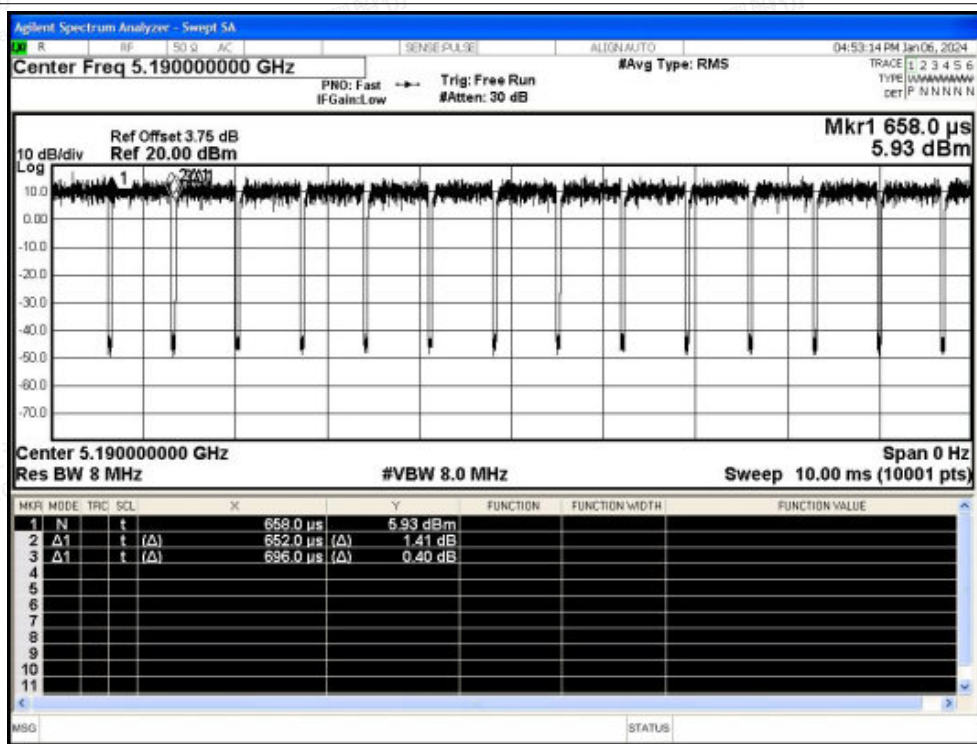 Agilent Spectrum Analyzer - Swept SA
R RF 50 Ω AC SENSE:PULSE ALIGN AUTO 04:53:14 PM Jan 06, 2024
Center Freq 5.190000000 GHz #Avg Type: RMS TRACE 1 2 3 4 5 6
PNO: Fast Trig: Free Run TYPE
IFGain:Low #Atten: 30 dB DET P N N N N N
Mkr1 658.0 µs
Ref Offset 3.75 dB
10 dB/div Ref 20.00 dBm 5.93 dBm
Log
1
10.0
0.00
-10.0
-20.0
-30.0
-40.0
-50.0
-60.0
-70.0
Center 5.190000000 GHz Span 0 Hz
Res BW 8 MHz #VBW 8.0 MHz Sweep 10.00 ms (10001 pts)
MKR MODE TRC SCL X Y FUNCTION FUNCTION WIDTH FUNCTION VALUE
1 N t 658.0 µs 5.93 dBm
2 Δ1 t (Δ) 652.0 µs (Δ) 1.41 dB
3 Δ1 t (Δ) 696.0 µs (Δ) 0.40 dB
4
5
6
7
8
9
10
11
MSG STATUS